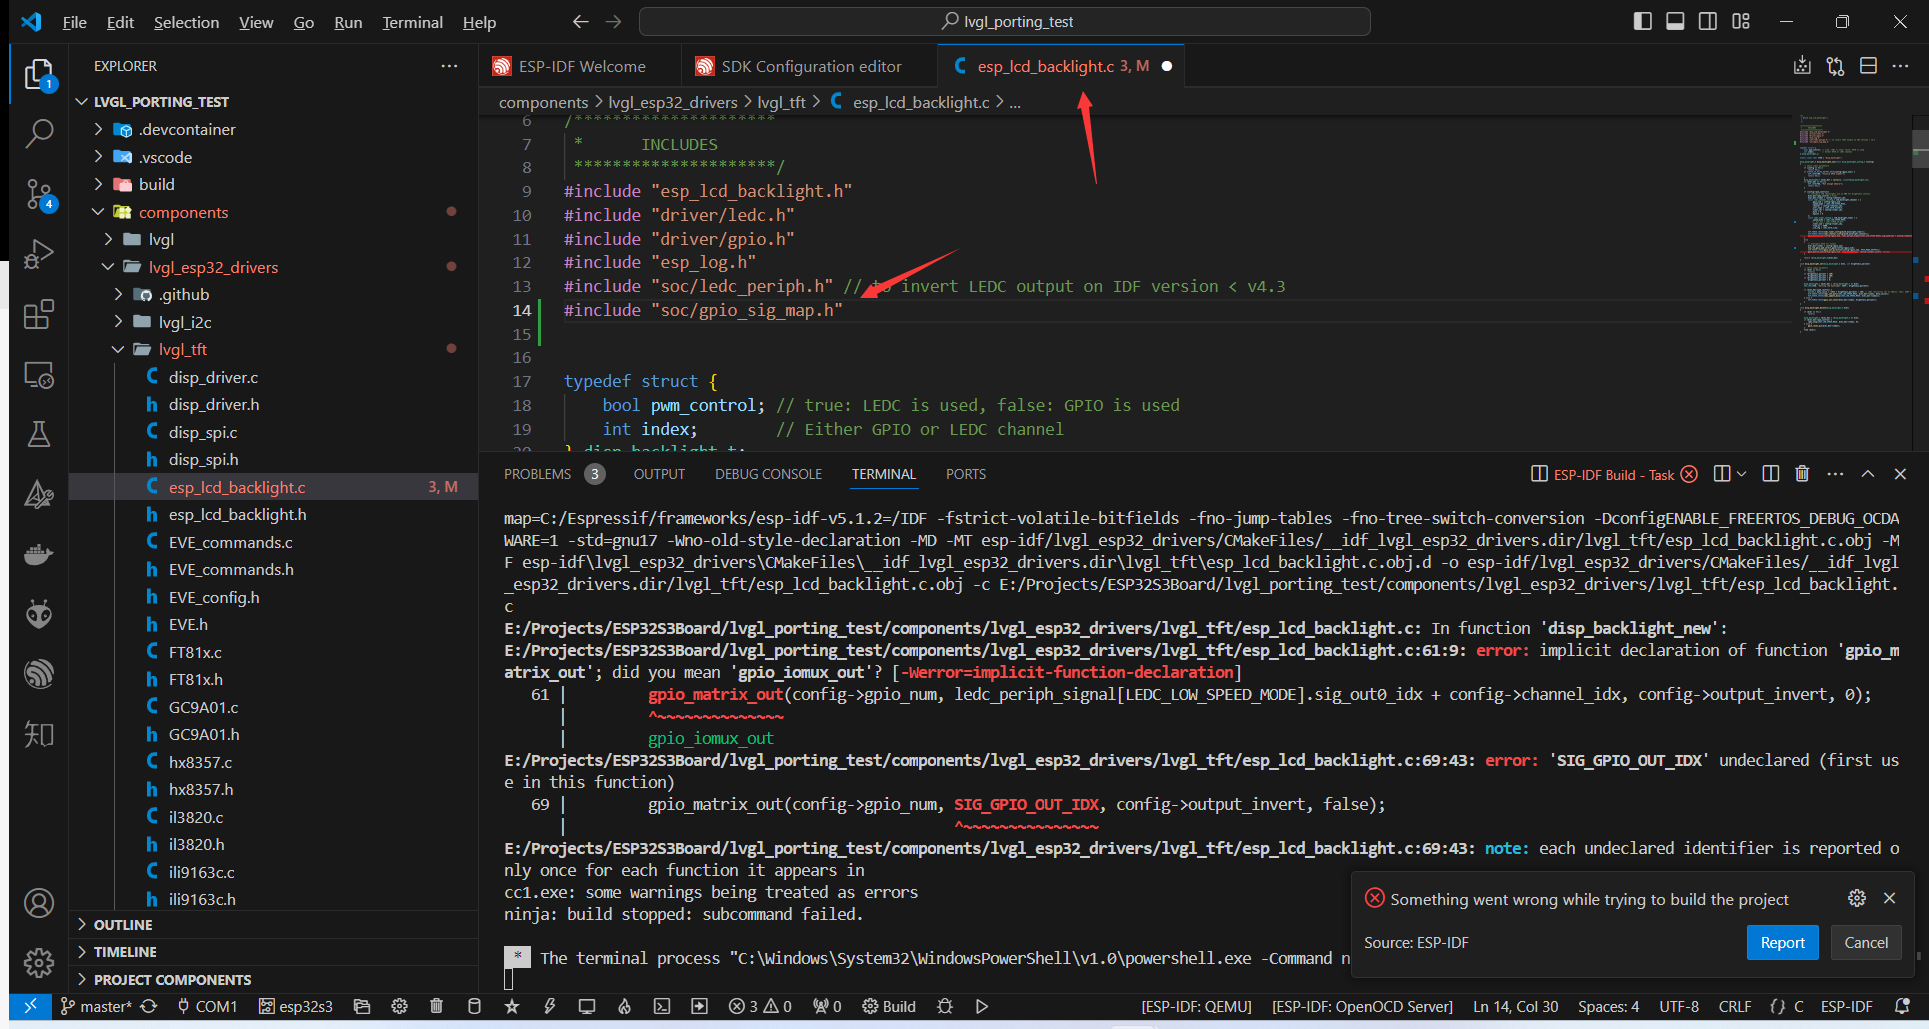 File Edit Selection View Go Run Terminal Help
lvgl_porting_test
EXPLORER
ESP-IDF Welcome
SDK Configuration editor
esp_lcd_backlight.c 3, M
components > lvgl_esp32_drivers > lvgl_tft > C esp_lcd_backlight.c > ...
1
4
知
LVGL_PORTING_TEST
.devcontainer
.vscode
build
components
lvgl
lvgl_esp32_drivers
.github
lvgl_i2c
lvgl_tft
C disp_driver.c
h disp_driver.h
C disp_spi.c
h disp_spi.h
C esp_lcd_backlight.c 3, M
h esp_lcd_backlight.h
C EVE_commands.c
h EVE_commands.h
h EVE_config.h
h EVE.h
C FT81x.c
h FT81x.h
C GC9A01.c
h GC9A01.h
C hx8357.c
h hx8357.h
C il3820.c
h il3820.h
C ili9163c.c
h ili9163c.h
OUTLINE
TIMELINE
PROJECT COMPONENTS
6 /*********************
7 * INCLUDES
8 *********************/
9 #include "esp_lcd_backlight.h"
10 #include "driver/ledc.h"
11 #include "driver/gpio.h"
12 #include "esp_log.h"
13 #include "soc/ledc_periph.h" // to invert LEDC output on IDF version < v4.3
14 #include "soc/gpio_sig_map.h"
15
16
17 typedef struct {
18 bool pwm_control; // true: LEDC is used, false: GPIO is used
19 int index; // Either GPIO or LEDC channel
20 } disp_backlight_t;
PROBLEMS 3 OUTPUT DEBUG CONSOLE TERMINAL PORTS
ESP-IDF Build - Task
map=C:/Espressif/frameworks/esp-idf-v5.1.2=/IDF -fstrict-volatile-bitfields -fno-jump-tables -fno-tree-switch-conversion -DconfigENABLE_FREERTOS_DEBUG_OCDA
WARE=1 -std=gnu17 -Wno-old-style-declaration -MD -MT esp-idf/lvgl_esp32_drivers/CMakeFiles/__idf_lvgl_esp32_drivers.dir/lvgl_tft/esp_lcd_backlight.c.obj -M
F esp-idf\lvgl_esp32_drivers\CMakeFiles\__idf_lvgl_esp32_drivers.dir\lvgl_tft\esp_lcd_backlight.c.obj.d -o esp-idf/lvgl_esp32_drivers/CMakeFiles/__idf_lvgl
_esp32_drivers.dir/lvgl_tft/esp_lcd_backlight.c.obj -c E:/Projects/ESP32S3Board/lvgl_porting_test/components/lvgl_esp32_drivers/lvgl_tft/esp_lcd_backlight.
c
E:/Projects/ESP32S3Board/lvgl_porting_test/components/lvgl_esp32_drivers/lvgl_tft/esp_lcd_backlight.c: In function 'disp_backlight_new':
E:/Projects/ESP32S3Board/lvgl_porting_test/components/lvgl_esp32_drivers/lvgl_tft/esp_lcd_backlight.c:61:9: error: implicit declaration of function 'gpio_m
atrix_out'; did you mean 'gpio_iomux_out'? [-Werror=implicit-function-declaration]
61 | gpio_matrix_out(config->gpio_num, ledc_periph_signal[LEDC_LOW_SPEED_MODE].sig_out0_idx + config->channel_idx, config->output_invert, 0);
| ^~~~~~~~~~~~~~~
| gpio_iomux_out
E:/Projects/ESP32S3Board/lvgl_porting_test/components/lvgl_esp32_drivers/lvgl_tft/esp_lcd_backlight.c:69:43: error: 'SIG_GPIO_OUT_IDX' undeclared (first us
e in this function)
69 | gpio_matrix_out(config->gpio_num, SIG_GPIO_OUT_IDX, config->output_invert, false);
| ^~~~~~~~~~~~~~~~
E:/Projects/ESP32S3Board/lvgl_porting_test/components/lvgl_esp32_drivers/lvgl_tft/esp_lcd_backlight.c:69:43: note: each undeclared identifier is reported o
nly once for each function it appears in
cc1.exe: some warnings being treated as errors
ninja: build stopped: subcommand failed.
* The terminal process "C:\Windows\System32\WindowsPowerShell\v1.0\powershell.exe -Command n
Something went wrong while trying to build the project
Source: ESP-IDF
Report
Cancel
master* COM1 esp32s3 3 0 0 Build [ESP-IDF: QEMU] [ESP-IDF: OpenOCD Server] Ln 14, Col 30 Spaces: 4 UTF-8 CRLF {} C ESP-IDF